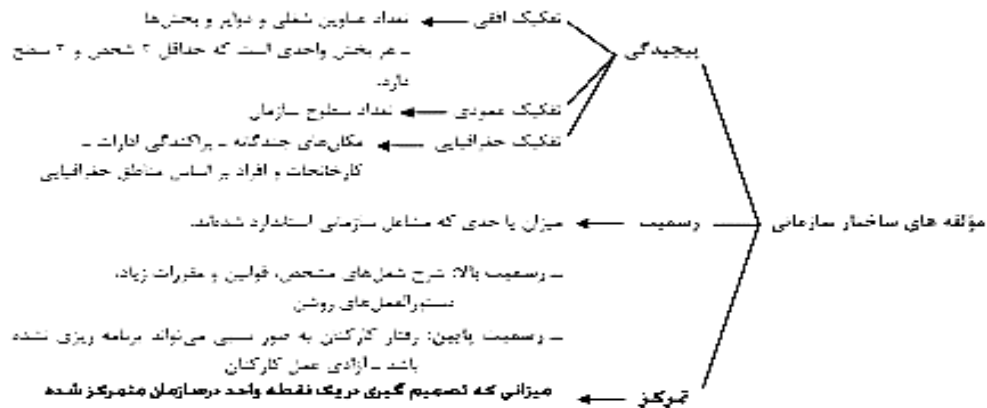 تفکیک افقی تعداد عناوین شغلی و دوایر و بخش‌ها
ـ هر بخش واحدی است که حداقل ۲ شخص و ۲ سطح
دارد.
پیچیدگی
تفکیک عمودی تعداد سطوح سازمان
تفکیک جغرافیایی مکان‌های چندگانه ـ پراکندگی ادارات ـ
کارخانجات و افراد بر اساس مناطق جغرافیایی
مؤلفه های ساختار سازمانی رسمیت میزان یا حدی که مشاغل سازمانی استاندارد شده‌اند.
ـ رسمیت بالا: شرح شغل‌های مشخص، قوانین و مقررات زیاد،
دستورالعمل‌های روشن
ـ رسمیت پایین: رفتار کارکنان به صور نسبی می‌تواند برنامه ریزی نشده
باشد ـ آزادی عمل کارکنان
تمرکز میزانی که تصمیم گیری در یک نقطه واحد درسازمان متمرکز شده